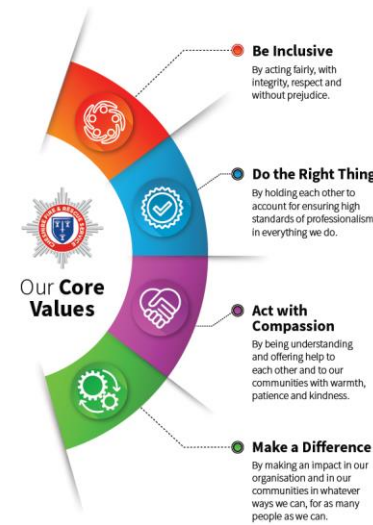 Be Inclusive
By acting fairly, with
integrity, respect and
without prejudice.
Do the Right Thing
By holding each other to
account for ensuring high
standards of professionalism
in everything we do.
CHESHIRE FIRE & RESCUE SERVICE
Our Core
Values
Act with
Compassion
By being understanding
and offering help to
each other and to our
communities with warmth,
patience and kindness.
Make a Difference
By making an impact in our
organisation and in our
communities in whatever
ways we can, for as many
people as we can.